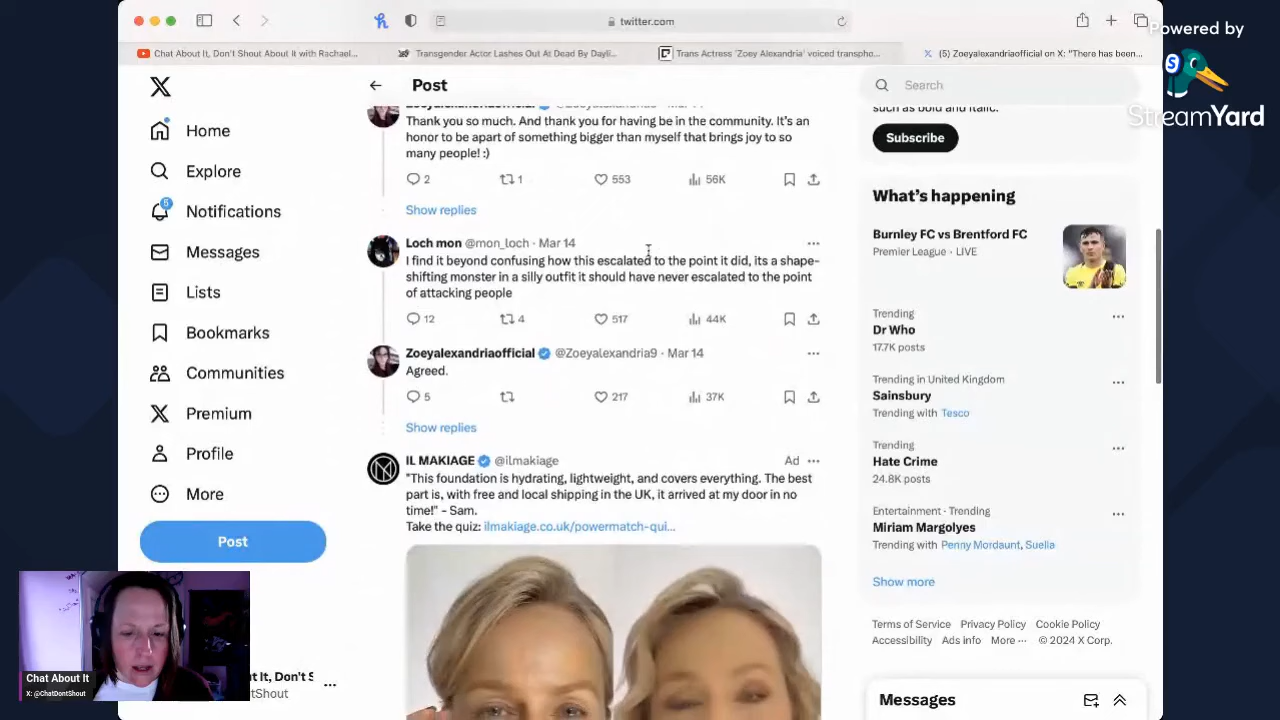 twitter.com
Powered by
StreamYard
S
Chat About It, Don't Shout About It with Rachael...
Transgender Actor Lashes Out At Dead By Dayli...
Trans Actress 'Zoey Alexandria' voiced transpho...
(5) Zoeyalexandriaofficial on X: "There has been...
Home
Explore
5
Notifications
Messages
Lists
Bookmarks
Communities
Premium
Profile
More
Post
Post
Thank you so much. And thank you for having be in the community. It's an
honor to be apart of something bigger than myself that brings joy to so
many people! :)
2 1 553 56K
Show replies
Loch mon @mon_loch · Mar 14
I find it beyond confusing how this escalated to the point it did, its a shape-
shifting monster in a silly outfit it should have never escalated to the point
of attacking people
12 4 517 44K
Zoeyalexandriaofficial @Zoeyalexandria9 · Mar 14
Agreed.
5 217 37K
Show replies
IL MAKIAGE @ilmakiage Ad
"This foundation is hydrating, lightweight, and covers everything. The best
part is, with free and local shipping in the UK, it arrived at my door in no
time!" - Sam.
Take the quiz: ilmakiage.co.uk/powermatch-qui...
Search
such as bold and italic.
Subscribe
What's happening
Burnley FC vs Brentford FC
Premier League · LIVE
Trending
Dr Who
17.7K posts
Trending in United Kingdom
Sainsbury
Trending with Tesco
Trending
Hate Crime
24.8K posts
Entertainment · Trending
Miriam Margolyes
Trending with Penny Mordaunt, Suella
Show more
Terms of Service Privacy Policy Cookie Policy
Accessibility Ads info More ··· © 2024 X Corp.
Messages
Chat About It
X: @ChatDontShout
ut It, Don't S
tShout